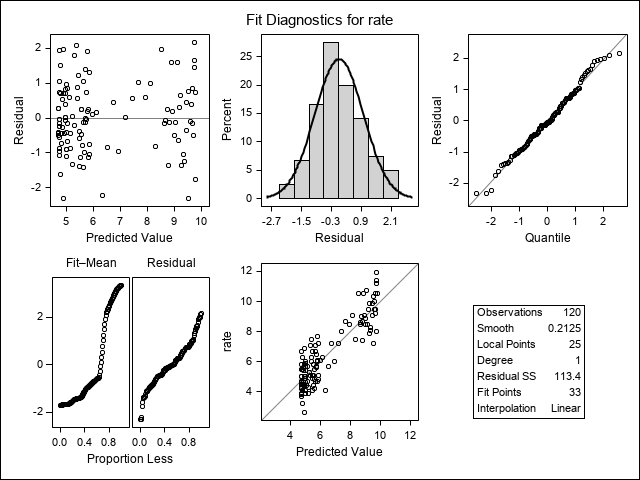 Fit Diagnostics for rate
2
1
0
-1
-2
Residual
5 6 7 8 9 10
Predicted Value
25
20
15
10
5
0
Percent
-2.7 -1.5 -0.3 0.9 2.1
Residual
2
1
0
-1
-2
Residual
-2 -1 0 1 2
Quantile
Fit–Mean Residual
2
0
-2
0.0 0.4 0.8 0.0 0.4 0.8
Proportion Less
12
10
8
6
4
rate
4 6 8 10 12
Predicted Value
Observations 120
Smooth 0.2125
Local Points 25
Degree 1
Residual SS 113.4
Fit Points 33
Interpolation Linear